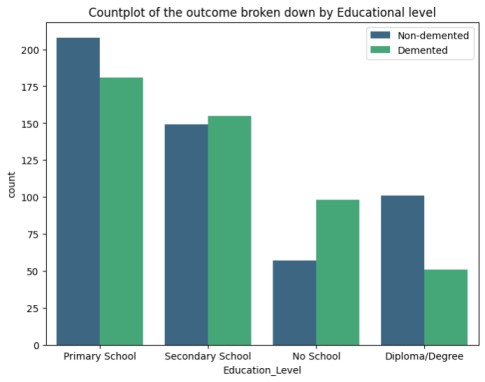 Countplot of the outcome broken down by Educational level
Non-demented
Demented
count
200
175
150
125
100
75
50
25
0
Primary School
Secondary School
No School
Diploma/Degree
Education_Level